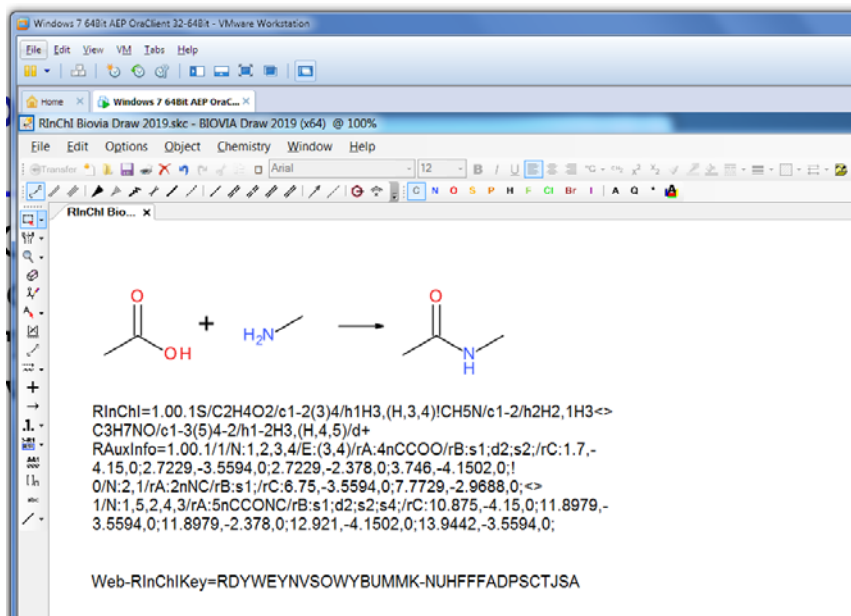 Windows 7 64Bit AEP OraClient 32-64Bit - VMware Workstation
File Edit View VM Tabs Help
Home Windows 7 64Bit AEP OraC...
RInChI Biovia Draw 2019.skc - BIOVIA Draw 2019 (x64) @ 100%
File Edit Options Object Chemistry Window Help
Transfer Arial 12 B I U
C N O S P H F Cl Br I A Q * A
RInChI Bio...
O
+
OH
H₂N
O
N
H
RInChI=1.00.1S/C2H4O2/c1-2(3)4/h1H3,(H,3,4)!CH5N/c1-2/h2H2,1H3<>
C3H7NO/c1-3(5)4-2/h1-2H3,(H,4,5)/d+
RAuxInfo=1.00.1/1/N:1,2,3,4/E:(3,4)/rA:4nCCOO/rB:s1;d2;s2;/rC:1.7,-
4.15,0;2.7229,-3.5594,0;2.7229,-2.378,0;3.746,-4.1502,0;!
0/N:2,1/rA:2nNC/rB:s1;/rC:6.75,-3.5594,0;7.7729,-2.9688,0;<>
1/N:1,5,2,4,3/rA:5nCCONC/rB:s1;d2;s2;s4;/rC:10.875,-4.15,0;11.8979,-
3.5594,0;11.8979,-2.378,0;12.921,-4.1502,0;13.9442,-3.5594,0;
Web-RInChIKey=RDYWEYNVSOWYBUMMK-NUHFFFADPSCTJSA